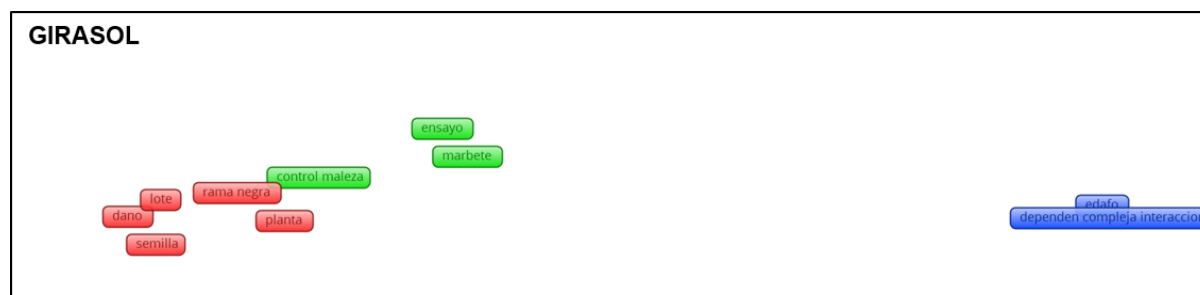 GIRASOL
ensayo
marbete
control maleza
rama negra
lote
dano
planta
semilla
edafo
dependen compleja interaccion